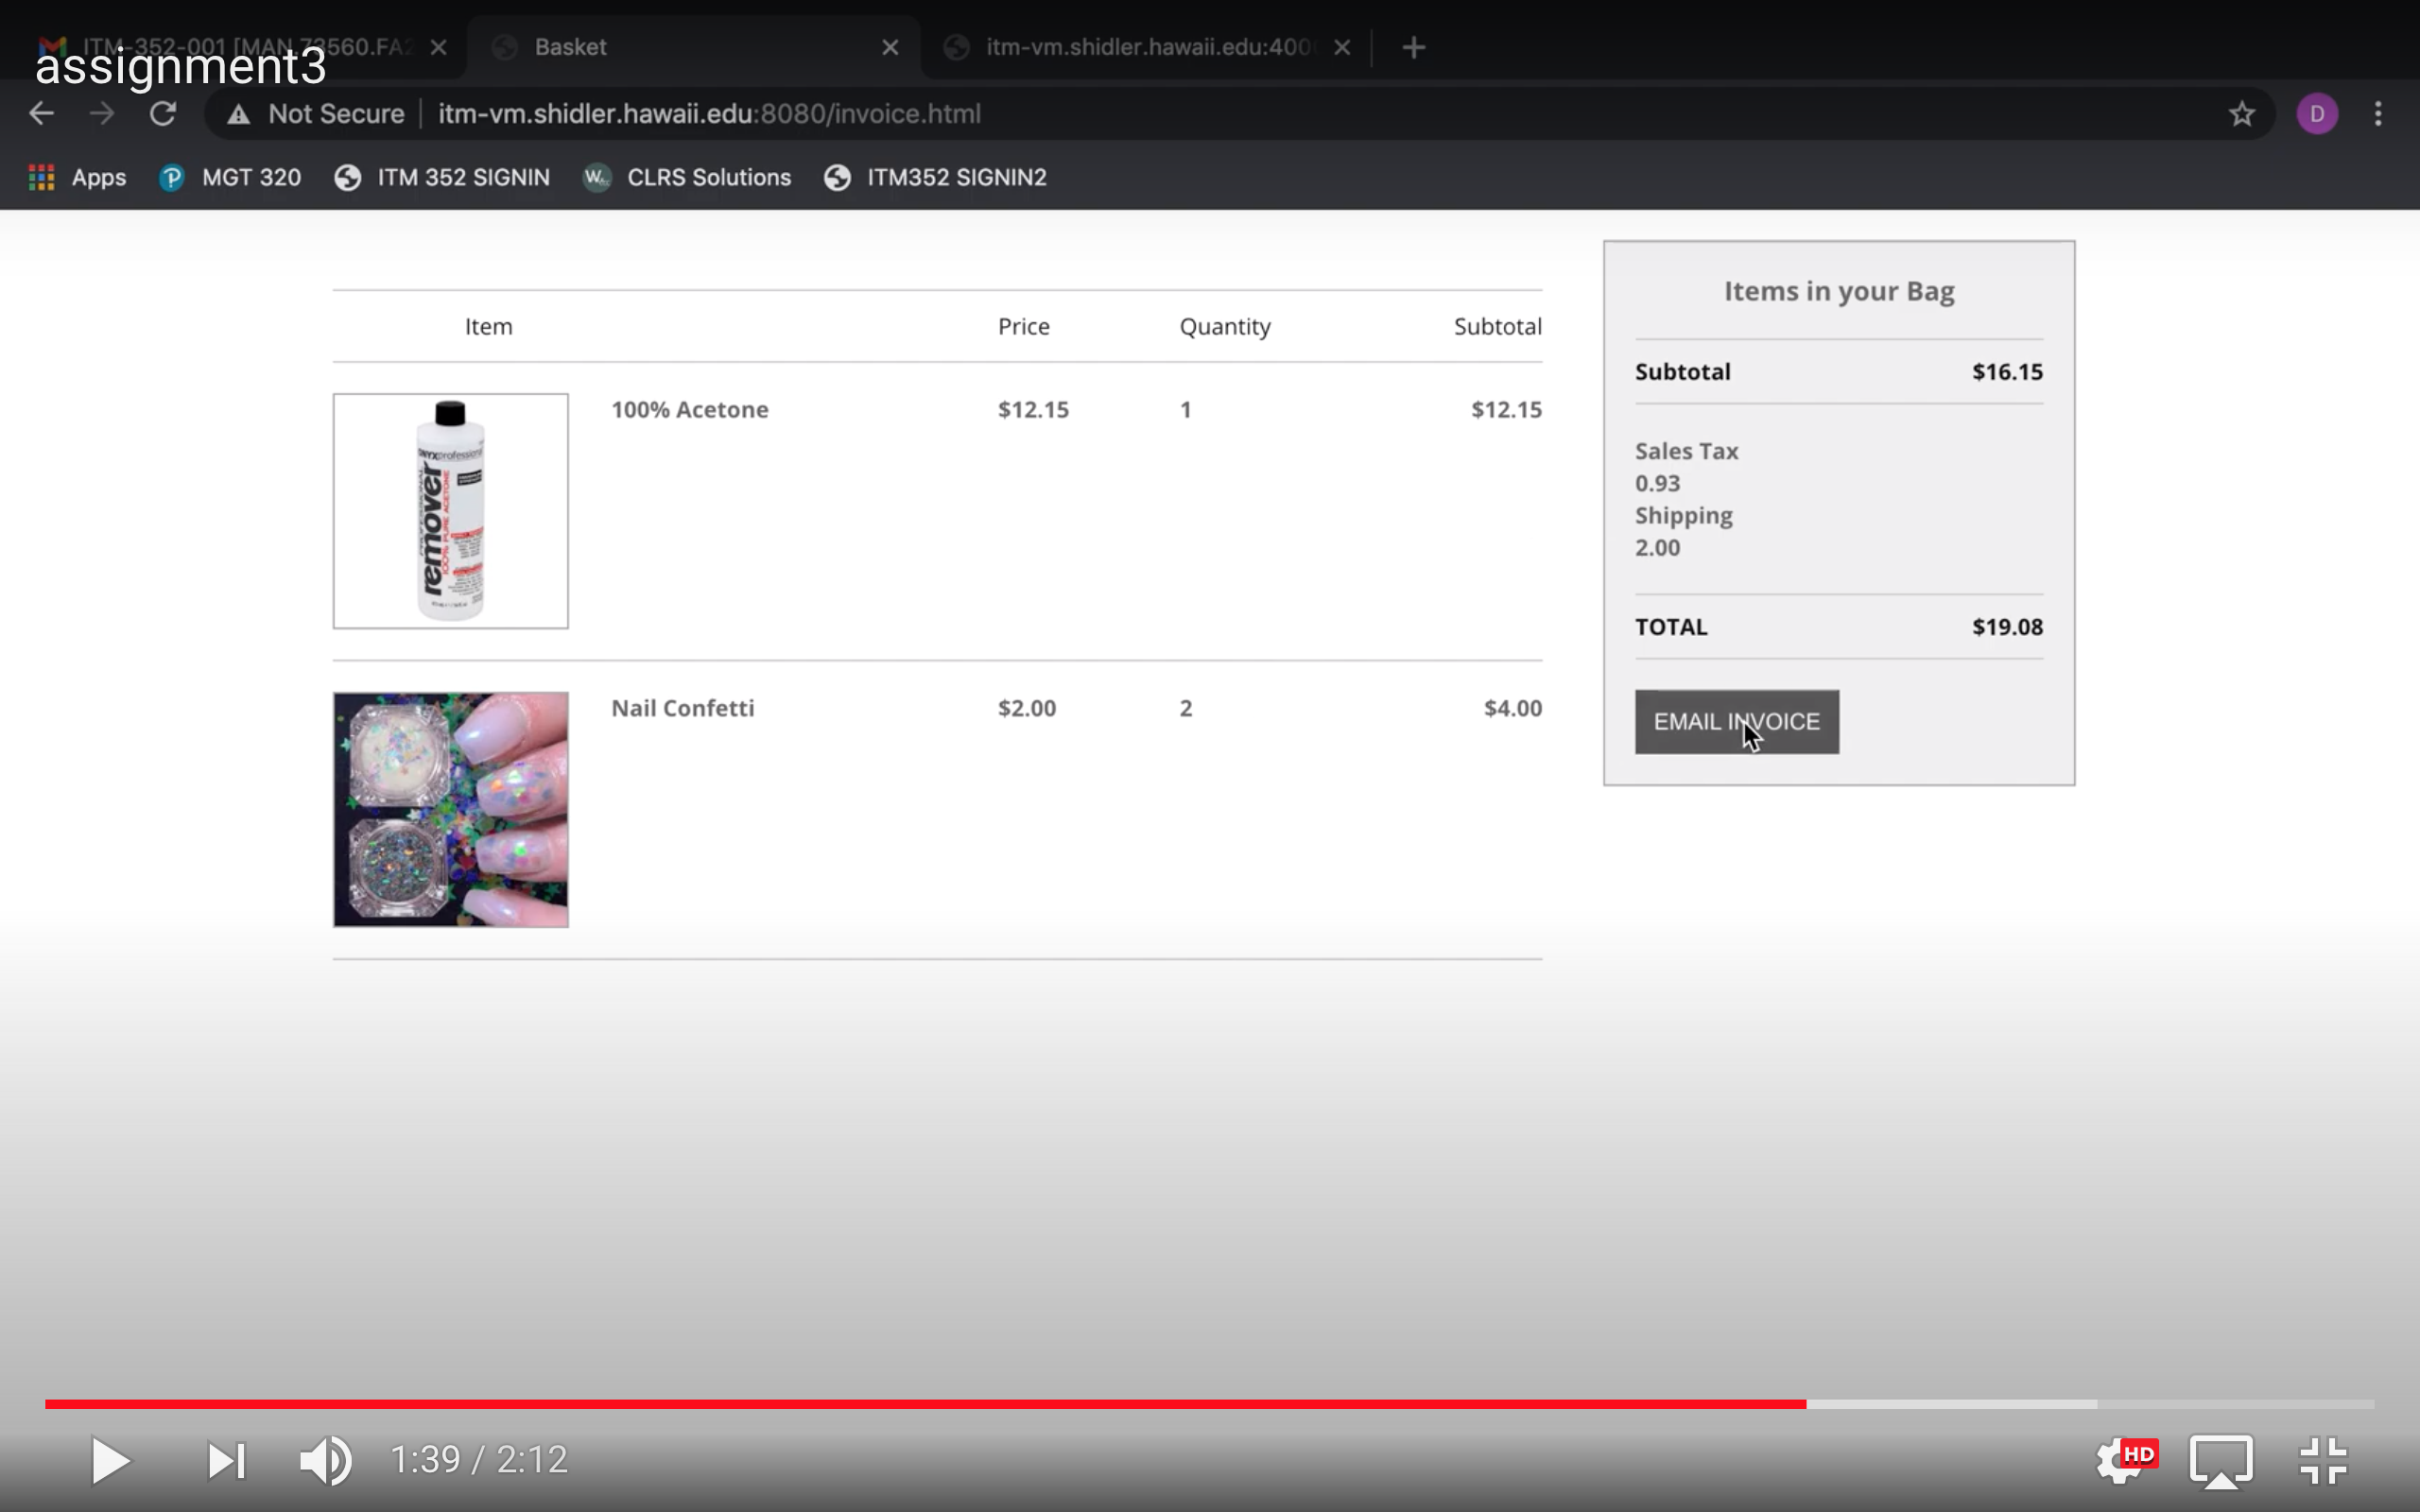 ITM-352-001 [MAN.73560.FA2
Basket
itm-vm.shidler.hawaii.edu:400
assignment3
Not Secure
itm-vm.shidler.hawaii.edu:8080/invoice.html
D
Apps
MGT 320
ITM 352 SIGNIN
CLRS Solutions
ITM352 SIGNIN2
Item Price Quantity Subtotal
100% Acetone $12.15 1 $12.15
professional
remover
100% PURE ACETONE
Nail Confetti $2.00 2 $4.00
Items in your Bag
Subtotal $16.15
Sales Tax
0.93
Shipping
2.00
TOTAL $19.08
EMAIL INVOICE
1:39 / 2:12
HD